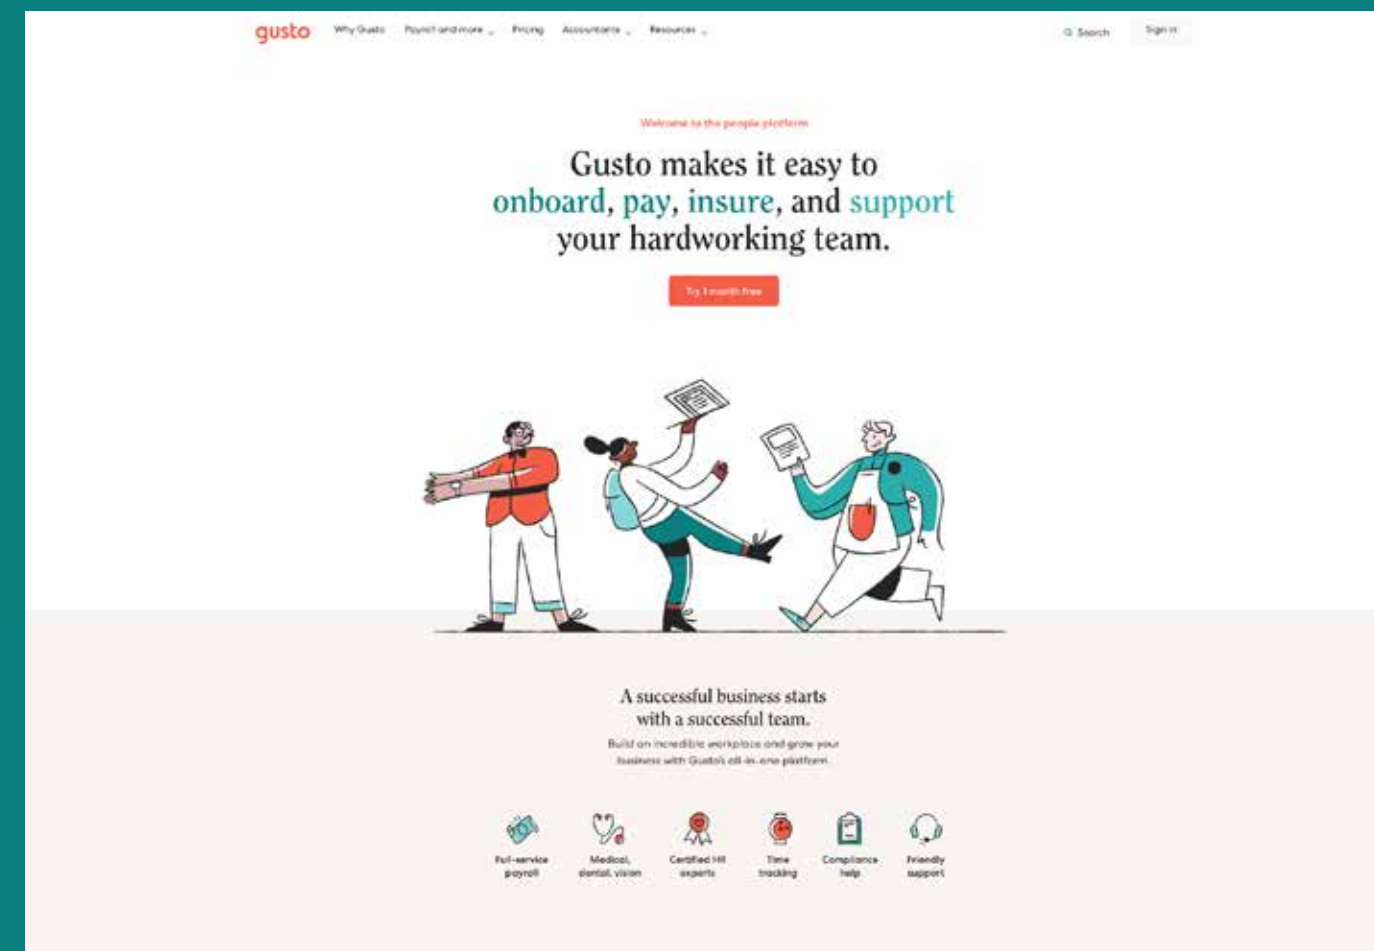 gusto
Why Gusto
Payroll and more
Pricing
Accountants
Resources
Search
Sign in
Welcome to the people platform
Gusto makes it easy to
onboard, pay, insure, and support
your hardworking team.
Try 1 month free
A successful business starts
with a successful team.
Build an incredible workplace and grow your
business with Gusto's all-in-one platform.
Full-service
payroll
Medical,
dental, vision
Certified HR
experts
Time
tracking
Compliance
help
Friendly
support